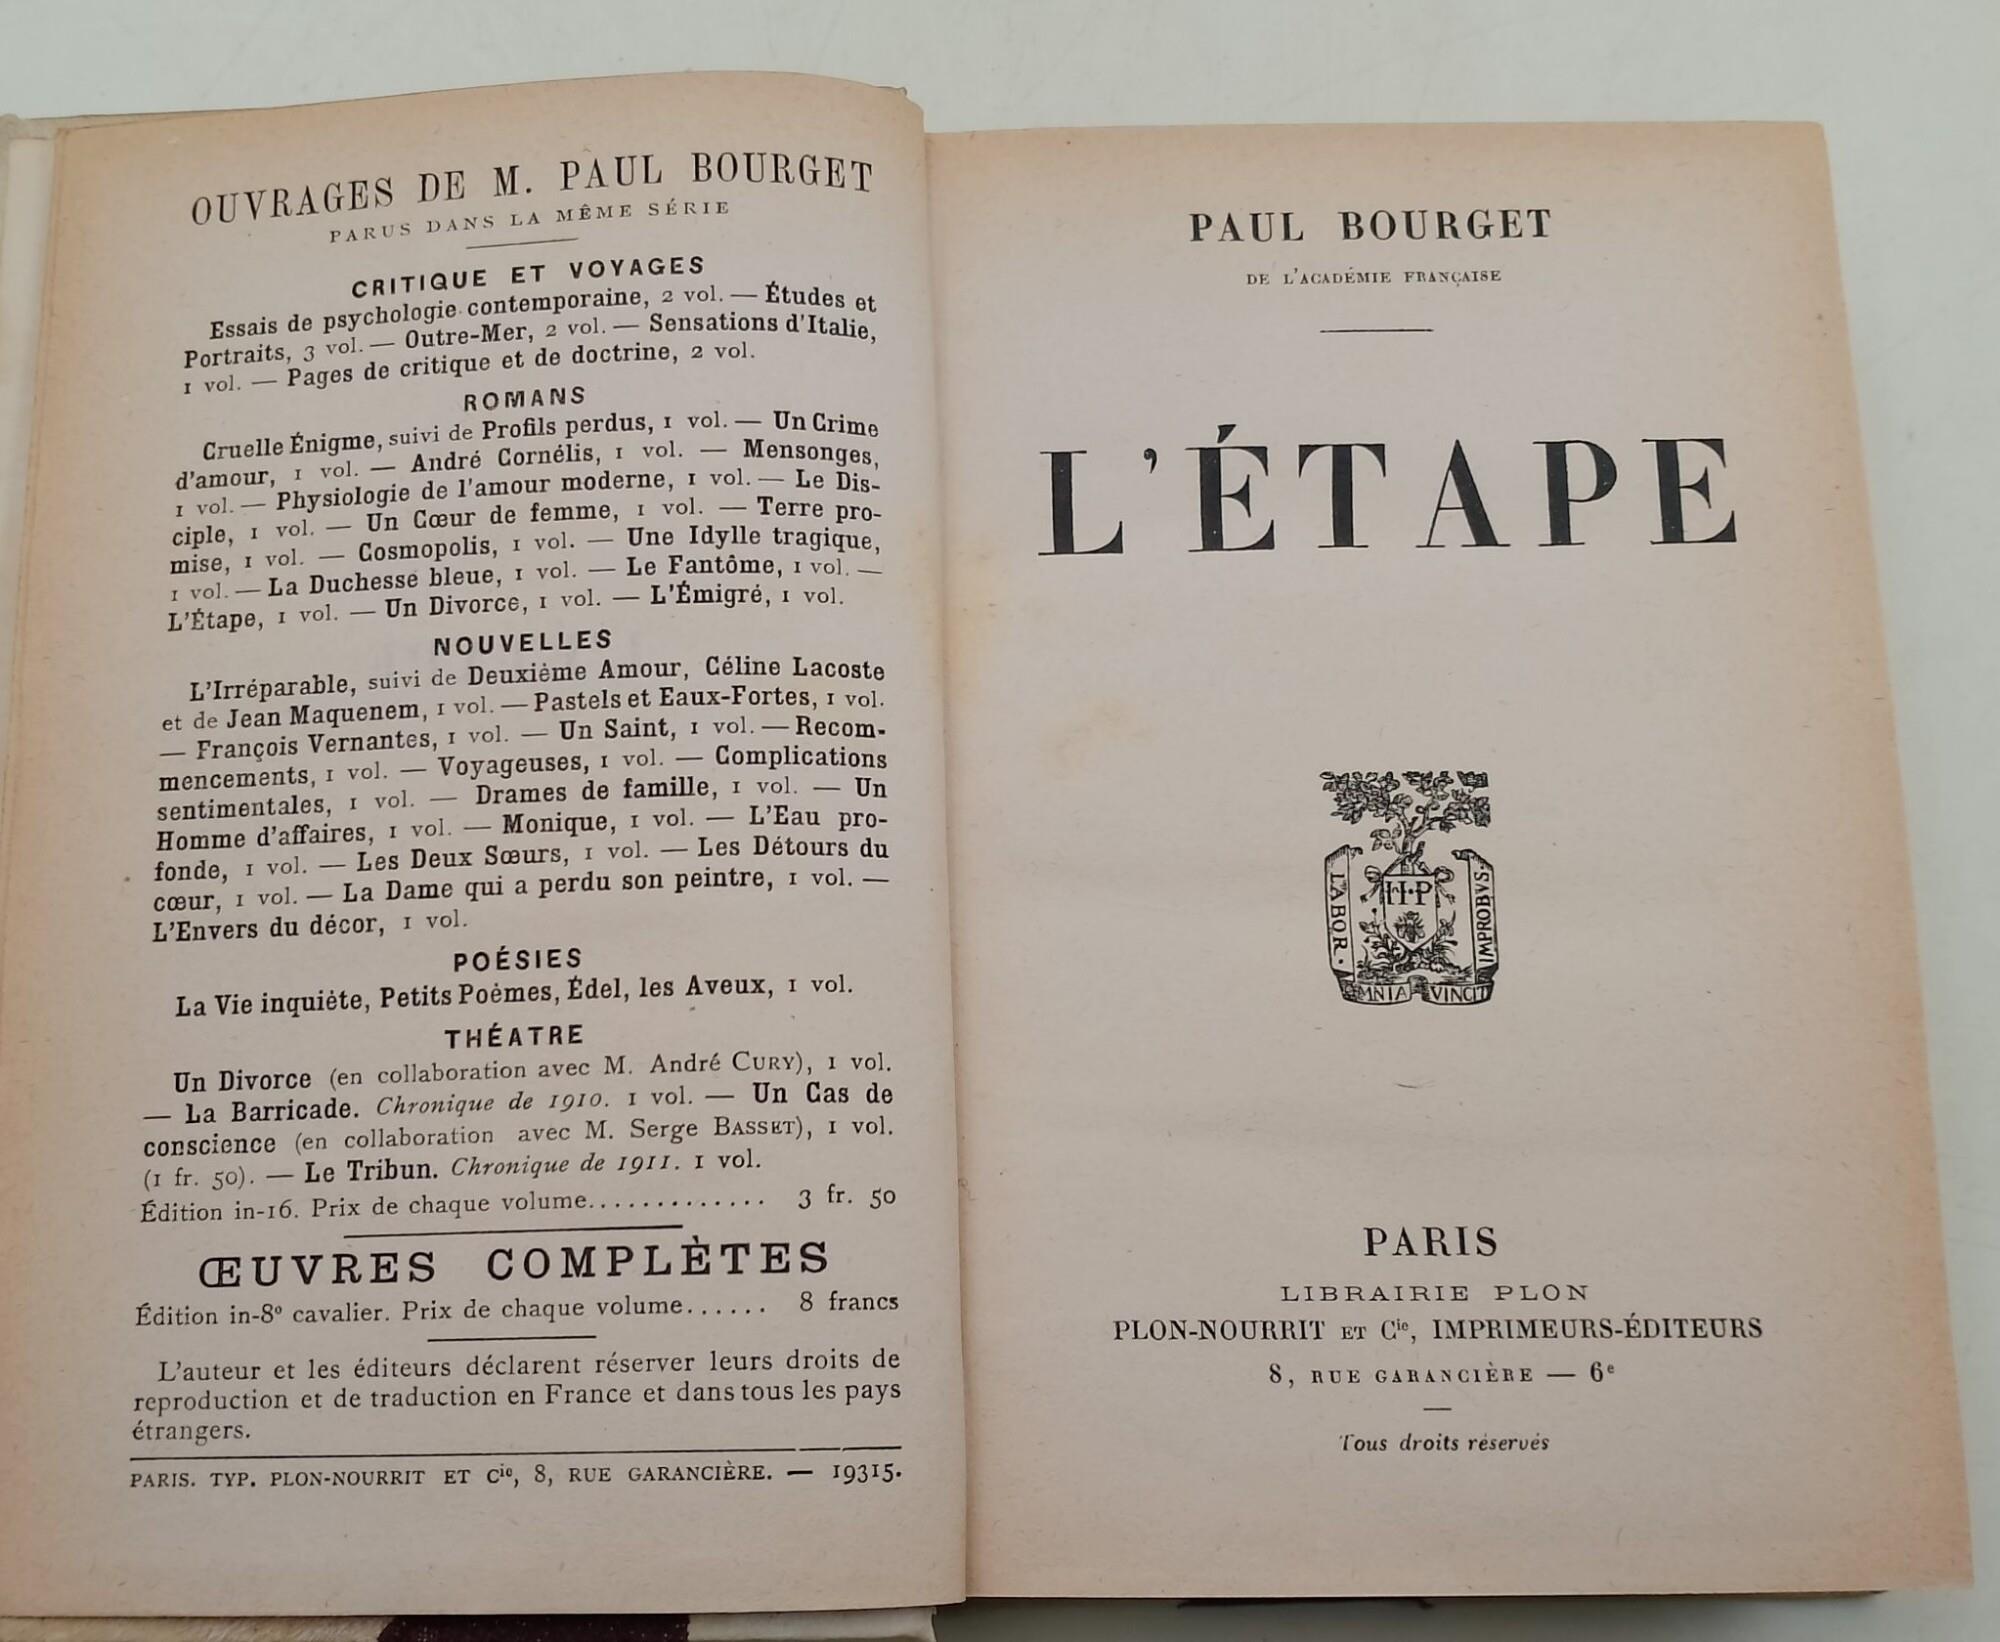 OUVRAGES DE M. PAUL BOURGET
PARUS DANS LA MÊME SÉRIE
CRITIQUE ET VOYAGES
Essais de psychologie contemporaine, 2 vol. — Études et
Portraits, 3 vol. — Outre-Mer, 2 vol. — Sensations d'Italie,
1 vol. — Pages de critique et de doctrine, 2 vol.
ROMANS
Cruelle Énigme, suivi de Profils perdus, 1 vol. — Un Crime
d'amour, 1 vol. — André Cornélis, 1 vol. — Mensonges,
1 vol. — Physiologie de l'amour moderne, 1 vol. — Le Dis-
ciple, 1 vol. — Un Cœur de femme, 1 vol. — Terre pro-
mise, 1 vol. — Cosmopolis, 1 vol. — Une Idylle tragique,
1 vol. — La Duchesse bleue, 1 vol. — Le Fantôme, 1 vol. —
L'Étape, 1 vol. — Un Divorce, 1 vol. — L'Émigré, 1 vol.
NOUVELLES
L'Irréparable, suivi de Deuxième Amour, Céline Lacoste
et de Jean Maquenem, 1 vol. — Pastels et Eaux-Fortes, 1 vol.
— François Vernantes, 1 vol. — Un Saint, 1 vol. — Recom-
mencements, 1 vol. — Voyageuses, 1 vol. — Complications
sentimentales, 1 vol. — Drames de famille, 1 vol. — Un
Homme d'affaires, 1 vol. — Monique, 1 vol. — L'Eau pro-
fonde, 1 vol. — Les Deux Sœurs, 1 vol. — Les Détours du
cœur, 1 vol. — La Dame qui a perdu son peintre, 1 vol. —
L'Envers du décor, 1 vol.
POÉSIES
La Vie inquiète, Petits Poèmes, Édel, les Aveux, 1 vol.
THÉATRE
Un Divorce (en collaboration avec M. André CURY), 1 vol.
— La Barricade. Chronique de 1910. 1 vol. — Un Cas de
conscience (en collaboration avec M. Serge BASSET), 1 vol.
(1 fr. 50). — Le Tribun. Chronique de 1911. 1 vol.
Édition in-16. Prix de chaque volume............. 3 fr. 50
ŒUVRES COMPLÈTES
Édition in-8° cavalier. Prix de chaque volume...... 8 francs
L'auteur et les éditeurs déclarent réserver leurs droits de
reproduction et de traduction en France et dans tous les pays
étrangers.
PARIS. TYP. PLON-NOURRIT ET Cie, 8, RUE GARANCIÈRE. — 19315.
PAUL BOURGET
DE L'ACADÉMIE FRANÇAISE
L'ÉTAPE
LABOR
H·P
IMPROBVS
OMNIA VINCIT
PARIS
LIBRAIRIE PLON
PLON-NOURRIT ET Cie, IMPRIMEURS-ÉDITEURS
8, RUE GARANCIÈRE — 6e
Tous droits réservés